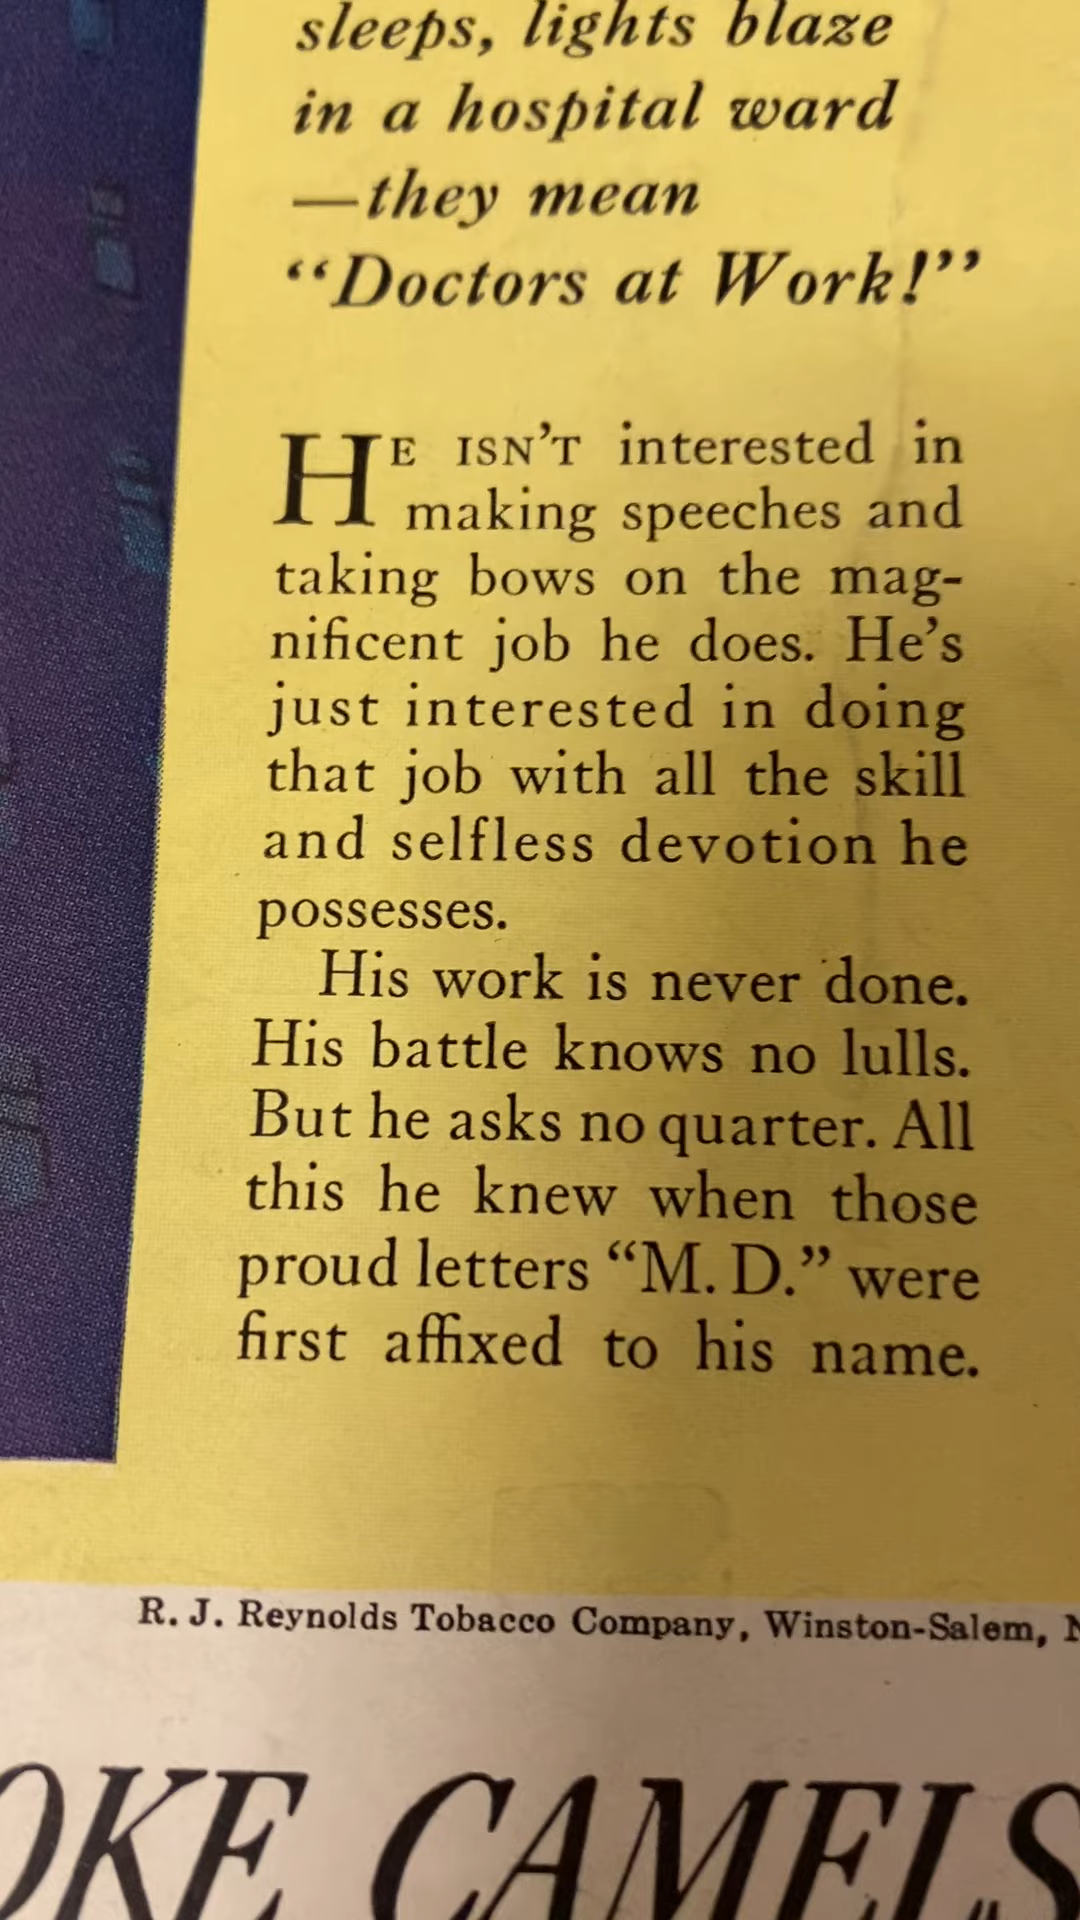 sleeps, lights blaze
in a hospital ward
—they mean
“Doctors at Work!”
HE ISN’T interested in
making speeches and
taking bows on the mag-
nificent job he does. He’s
just interested in doing
that job with all the skill
and selfless devotion he
possesses.
His work is never done.
His battle knows no lulls.
But he asks no quarter. All
this he knew when those
proud letters “M. D.” were
first affixed to his name.
R. J. Reynolds Tobacco Company, Winston-Salem, N
OKE CAMELS